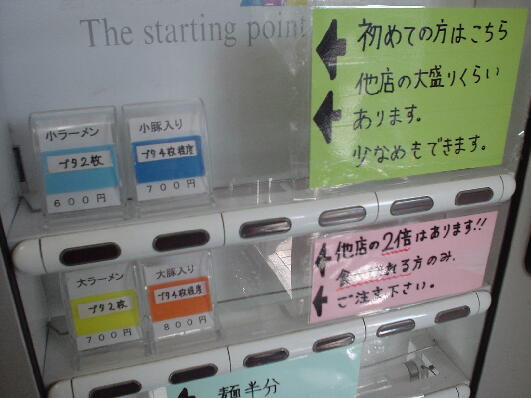 The starting point
初めての方はこちら
他店の大盛りくらい
あります。
少なめもできます。
小ラーメン
ブタ2枚
600円
小豚入り
ブタ4枚程度
700円
他店の2倍はあります!!
食べきれる方のみ、
ご注文下さい。
大ラーメン
ブタ2枚
700円
大豚入り
ブタ4枚程度
800円
麺半分